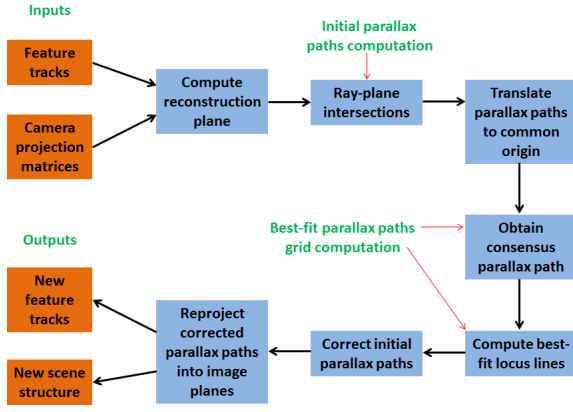 Inputs
Feature
tracks
Camera
projection
matrices
Compute
reconstruction
plane
Initial parallax
paths computation
Ray-plane
intersections
Translate
parallax paths
to common
origin
Best-fit parallax paths
grid computation
Obtain
consensus
parallax path
Compute best-
fit locus lines
Correct initial
parallax paths
Reproject
corrected
parallax paths
into image
planes
Outputs
New
feature
tracks
New scene
structure